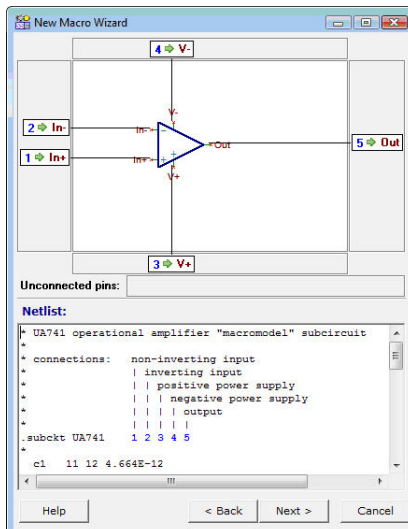 New Macro Wizard
4 V-
V-
2 In-
In-
Out
5 Out
1 In+
In+
V+
3 V+
Unconnected pins:
Netlist:
* UA741 operational amplifier "macromodel" subcircuit
*
* connections:   non-inverting input
*                | inverting input
*                | | positive power supply
*                | | | negative power supply
*                | | | | output
*                | | | | |
.subckt UA741    1 2 3 4 5
*
c1   11 12 4.664E-12
Help
< Back
Next >
Cancel